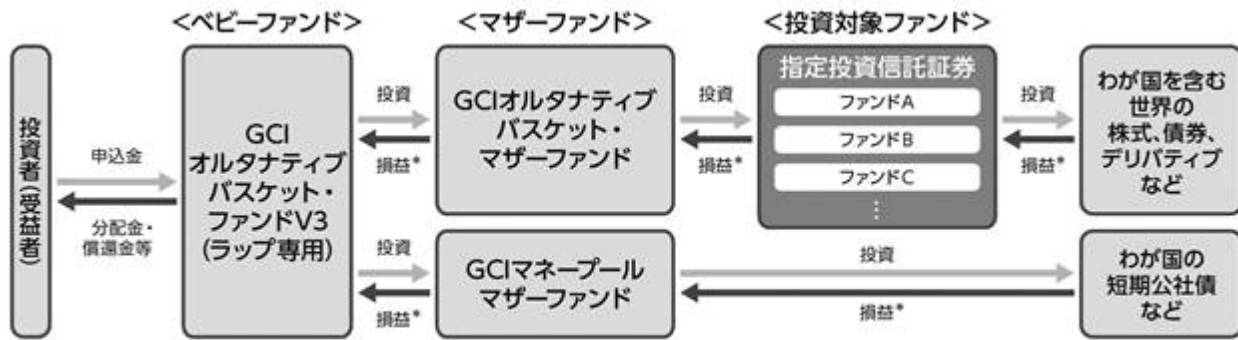 <ベビーファンド>
<マザーファンド>
<投資対象ファンド>
投資者(受益者)
申込金
分配金・
償還金等
GCI
オルタナティブ
バスケット・
ファンドV3
(ラップ専用)
投資
損益*
GCIオルタナティブ
バスケット・
マザーファンド
投資
損益*
指定投資信託証券
ファンドA
ファンドB
ファンドC
⋮
投資
損益*
わが国を含む
世界の
株式、債券、
デリバティブ
など
投資
損益*
GCIマネープール
マザーファンド
投資
損益*
わが国の
短期公社債
など